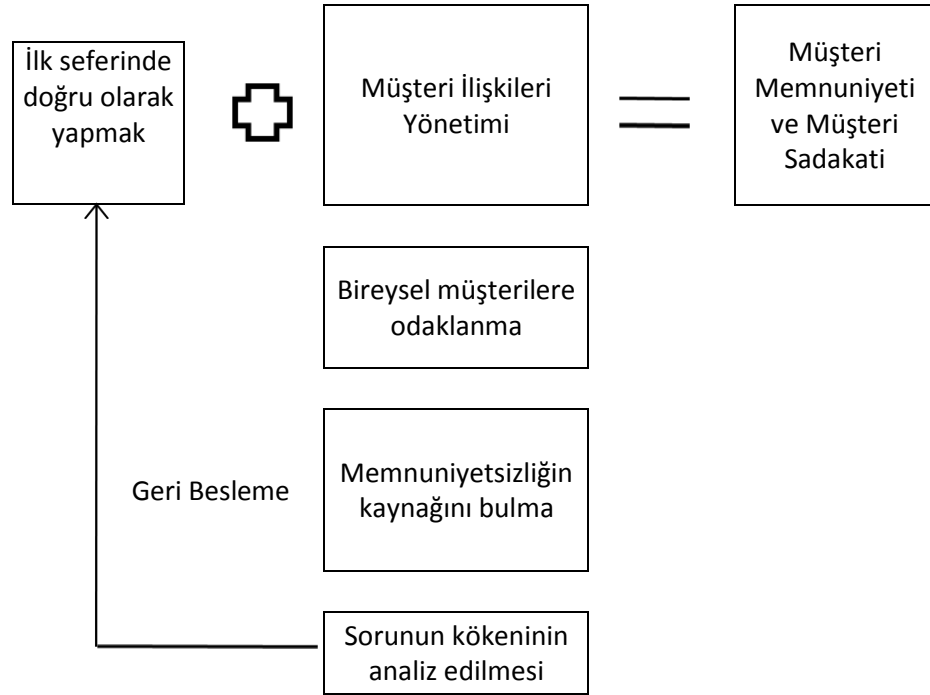 İlk seferinde
doğru olarak
yapmak
Müşteri İlişkileri
Yönetimi
Müşteri
Memnuniyeti
ve Müşteri
Sadakati
Bireysel müşterilere
odaklanma
Geri Besleme
Memnuniyetsizliğin
kaynağını bulma
Sorunun kökeninin
analiz edilmesi